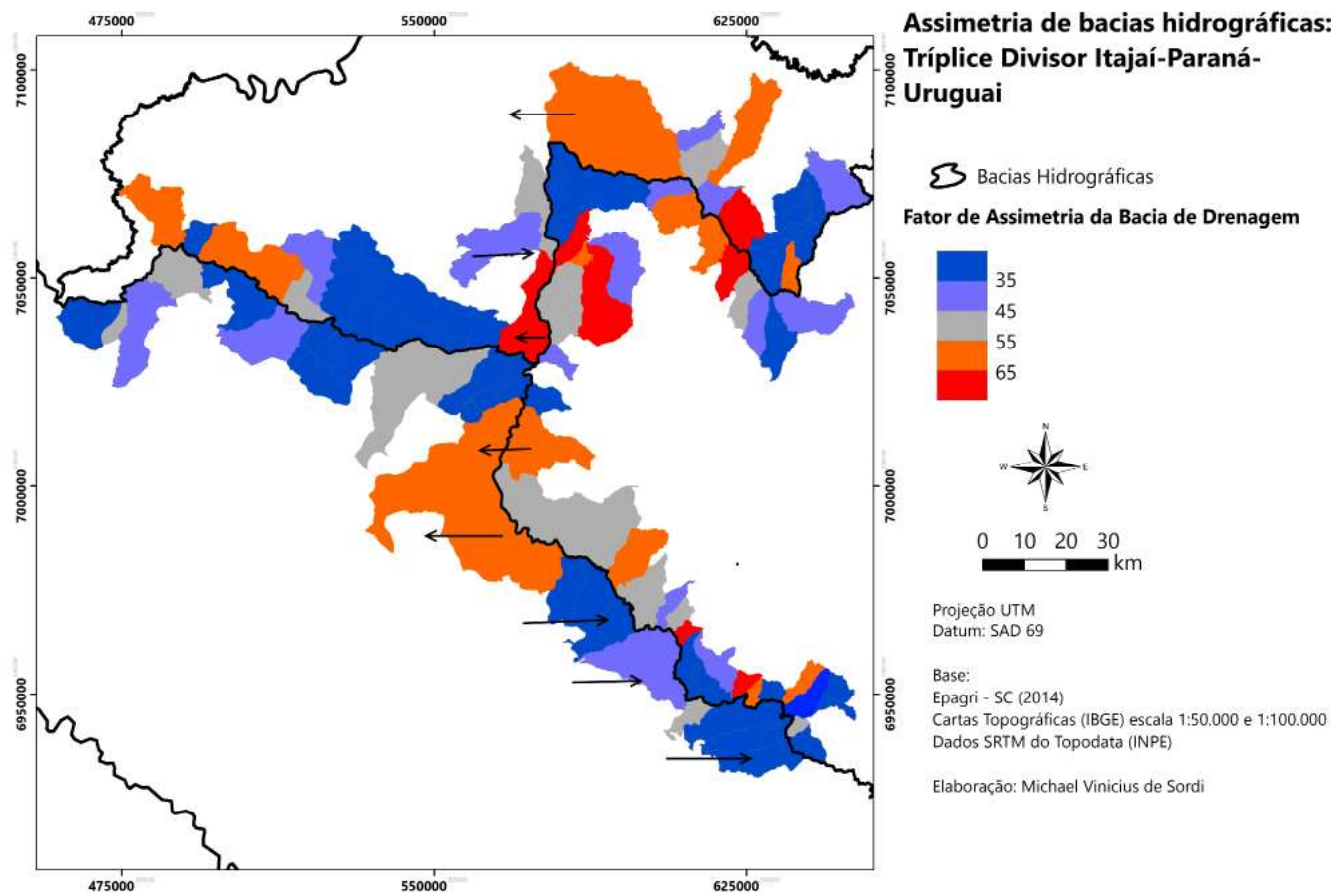 475000
550000
625000
Assimetria de bacias hidrográficas:
Tríplice Divisor Itajaí-Paraná-
Uruguai
7100000
7100000
Bacias Hidrográficas
Fator de Assimetria da Bacia de Drenagem
35
45
55
65
7050000
7050000
N
W
E
S
7000000
7000000
0 10 20 30
km
Projeção UTM
Datum: SAD 69
Base:
Epagri - SC (2014)
Cartas Topográficas (IBGE) escala 1:50.000 e 1:100.000
Dados SRTM do Topodata (INPE)
Elaboração: Michael Vinicius de Sordi
6950000
6950000
475000
550000
625000